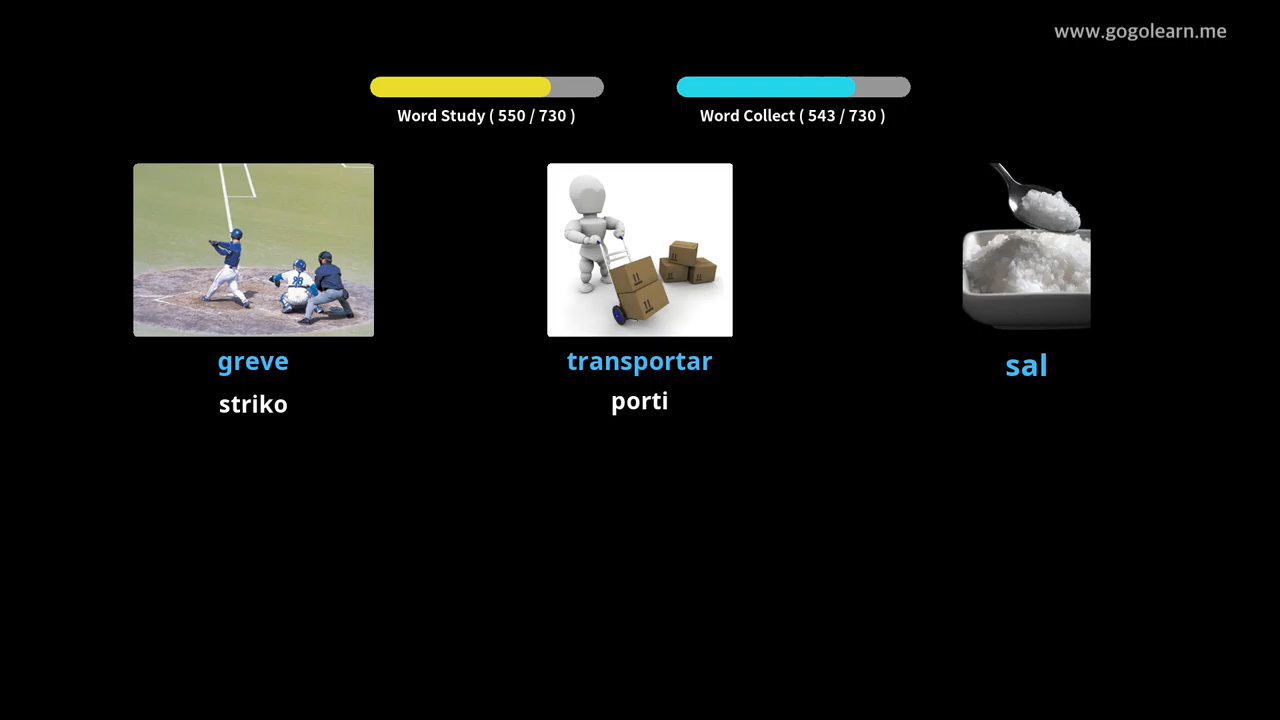 www.gogolearn.me
Word Study ( 550 / 730 )
Word Collect ( 543 / 730 )
greve
transportar
sal
striko
porti